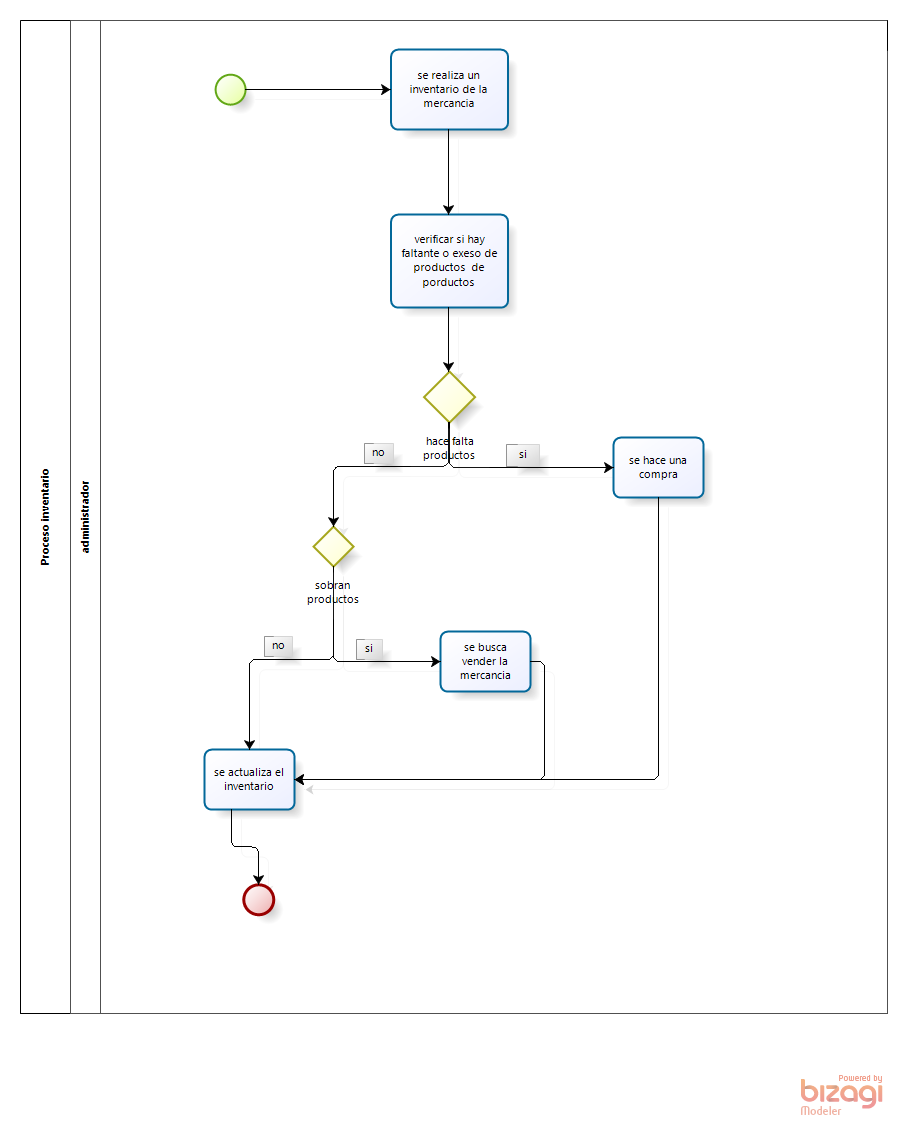 Proceso inventario
administrador
se realiza un
inventario de la
mercancia
verificar si hay
faltante o exeso de
productos de
porductos
hace falta
productos
no
si
se hace una
compra
sobran
productos
no
si
se busca
vender la
mercancia
se actualiza el
inventario
Powered by
bizagi
Modeler